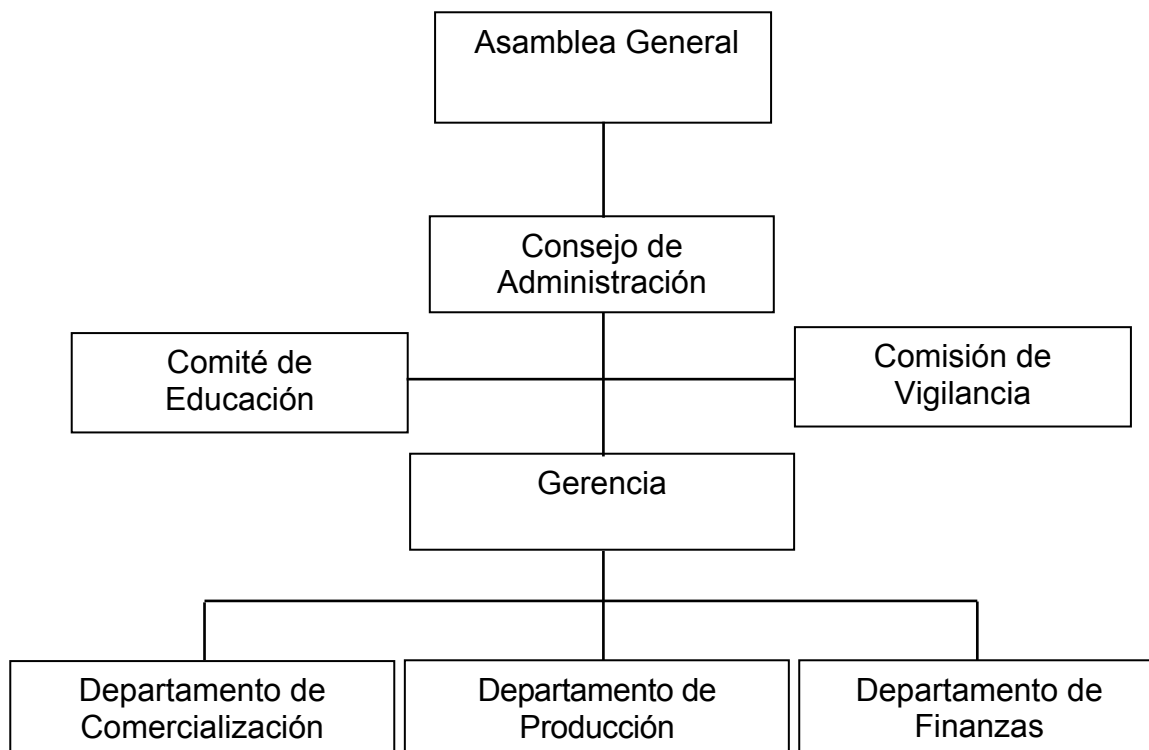 Asamblea General
Consejo de
Administración
Comité de
Educación
Comisión de
Vigilancia
Gerencia
Departamento de
Comercialización
Departamento de
Producción
Departamento de
Finanzas